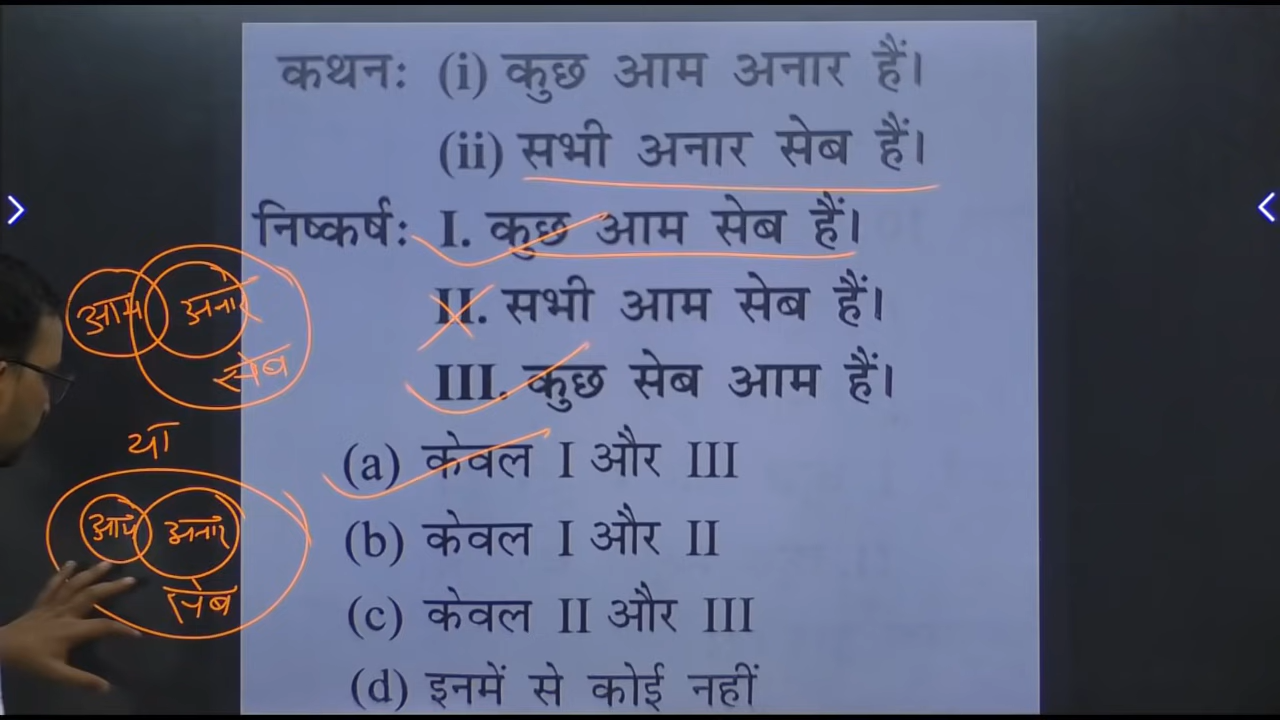 कथनः (i) कुछ आम अनार हैं।
(ii) सभी अनार सेब हैं।
निष्कर्षः I. कुछ आम सेब हैं।
II. सभी आम सेब हैं।
III. कुछ सेब आम हैं।
(a) केवल I और III
(b) केवल I और II
(c) केवल II और III
(d) इनमें से कोई नहीं
आम अनार
सेब
या
आम अनार
सेब